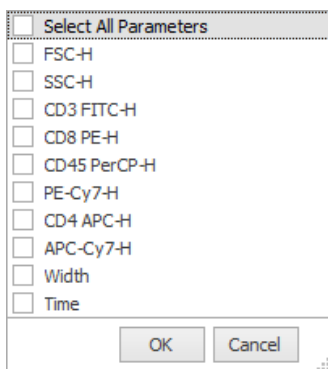 Select All Parameters
FSC-H
SSC-H
CD3 FITC-H
CD8 PE-H
CD45 PerCP-H
PE-Cy7-H
CD4 APC-H
APC-Cy7-H
Width
Time
OK Cancel